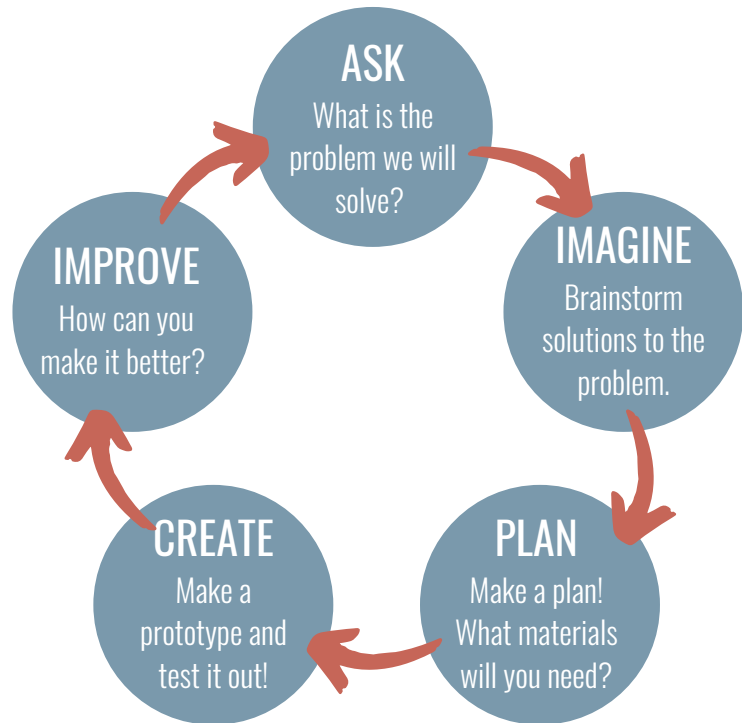 ASK
What is the
problem we will
solve?
IMAGINE
Brainstorm
solutions to the
problem.
PLAN
Make a plan!
What materials
will you need?
CREATE
Make a
prototype and
test it out!
IMPROVE
How can you
make it better?